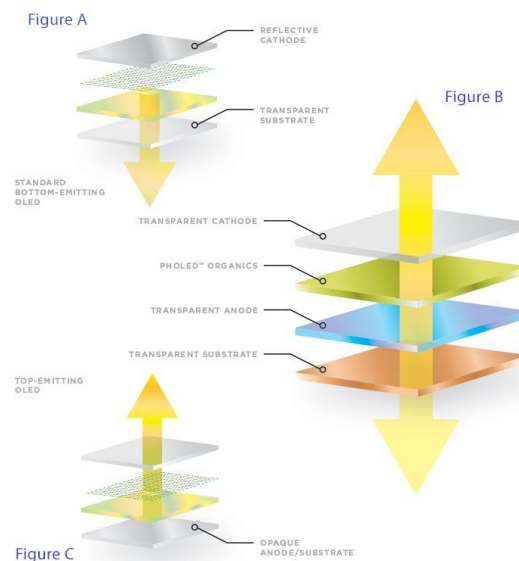 Figure A
REFLECTIVE
CATHODE
TRANSPARENT
SUBSTRATE
STANDARD
BOTTOM-EMITTING
OLED
Figure B
TRANSPARENT CATHODE
PHOLED™ ORGANICS
TRANSPARENT ANODE
TRANSPARENT SUBSTRATE
TOP-EMITTING
OLED
OPAQUE
ANODE/SUBSTRATE
Figure C